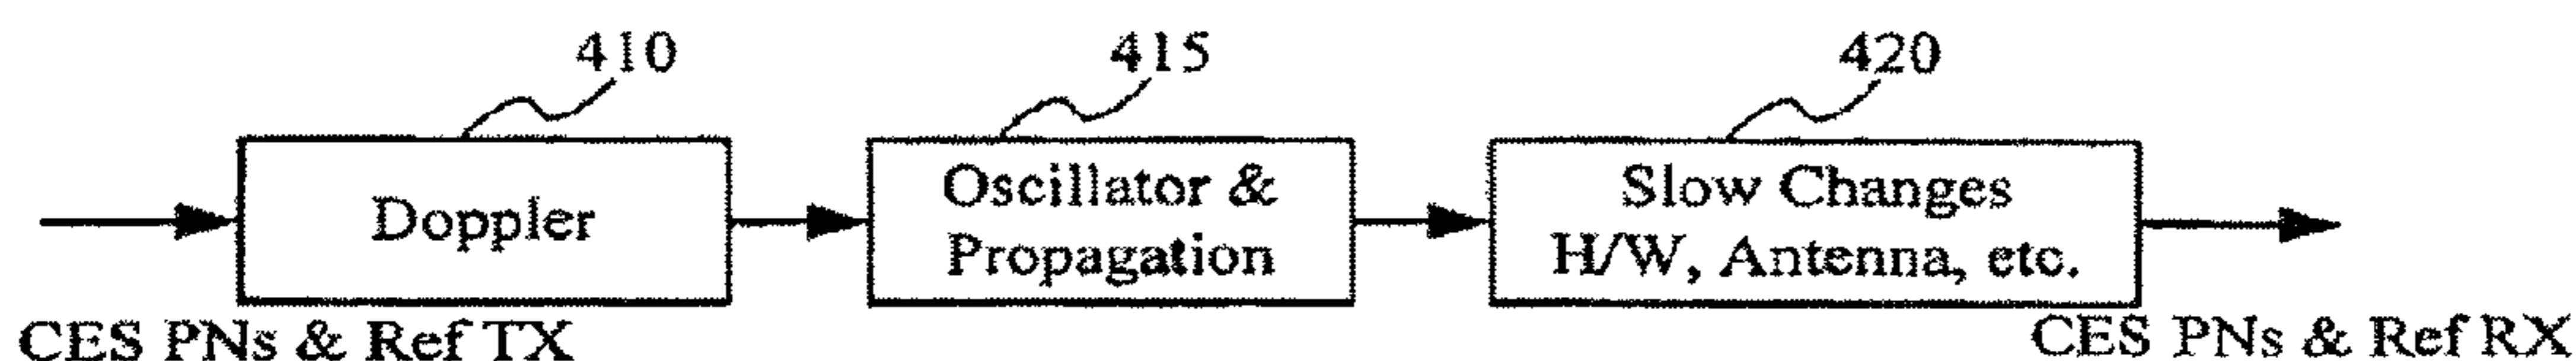 410
415
420
Doppler
Oscillator &
Propagation
Slow Changes
H/W, Antenna, etc.
CES PNs & Ref TX
CES PNs & Ref RX